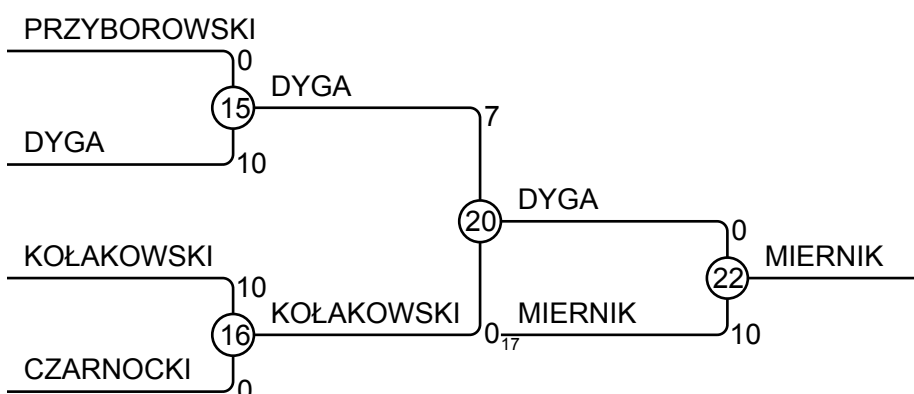 PRZYBOROWSKI
0
15
DYGA
7
DYGA
10
20
DYGA
0
KOŁAKOWSKI
10
22
MIERNIK
16
KOŁAKOWSKI
0
17
MIERNIK
10
CZARNOCKI
0